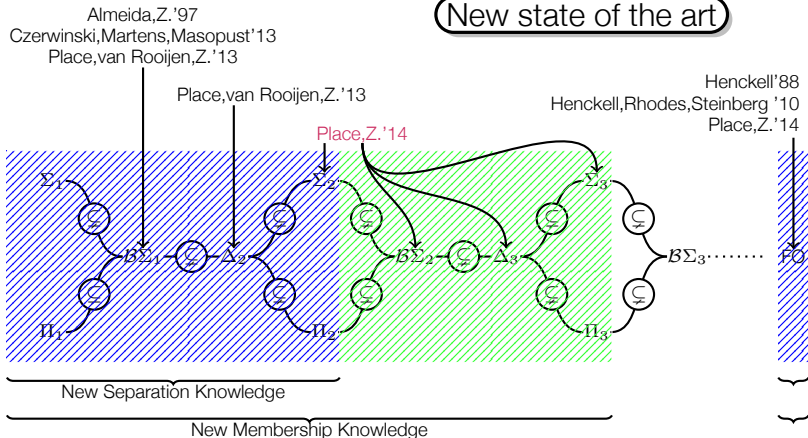 New state of the art
Almeida,Z.'97
Czerwinski,Martens,Masopust'13
Place,van Rooijen,Z.'13
Place,van Rooijen,Z.'13
Place,Z.'14
Henckell'88
Henckell,Rhodes,Steinberg '10
Place,Z.'14
Σ₁ ⊊ Σ₂ ⊊ ⊊ Σ₃ ⊊
ℬΣ₁ ⊊ Δ₂ ℬΣ₂ ⊊ Δ₃ ℬΣ₃ ........ FO
Π₁ ⊊ ⊊ Π₂ ⊊ ⊊ Π₃ ⊊
New Separation Knowledge
New Membership Knowledge